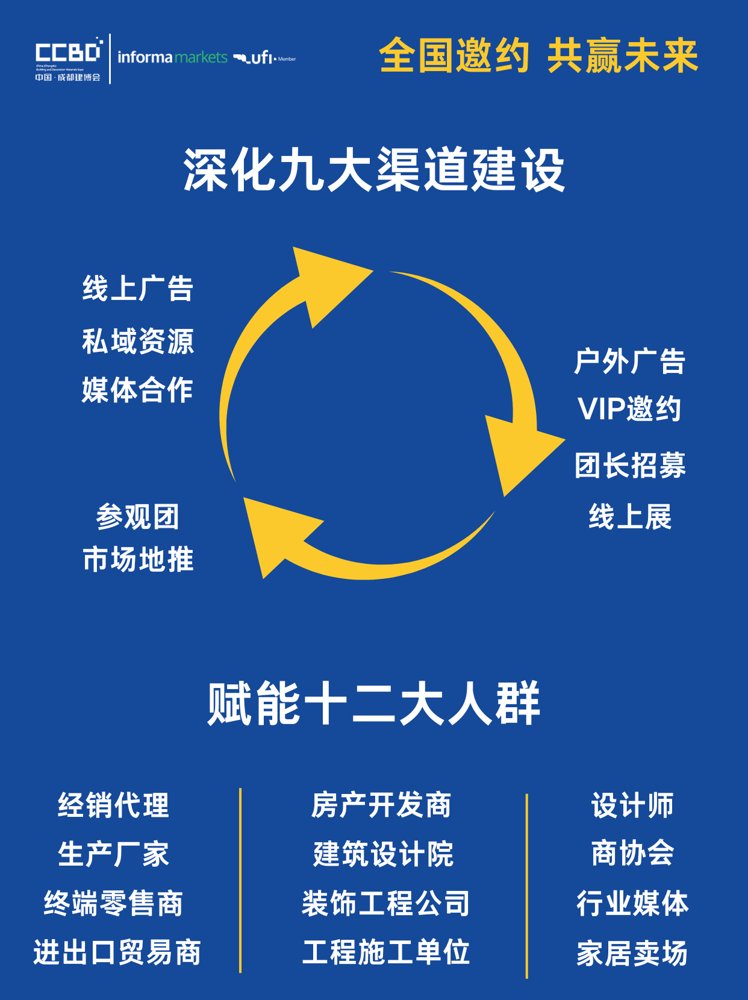 CCBD
China (Chengdu)
Building and Decoration Materials Expo
中国·成都建博会
informa markets
ufi Member
全国邀约 共赢未来
深化九大渠道建设
线上广告
私域资源
媒体合作
户外广告
VIP邀约
团长招募
线上展
参观团
市场地推
赋能十二大人群
经销代理
生产厂家
终端零售商
进出口贸易商
房产开发商
建筑设计院
装饰工程公司
工程施工单位
设计师
商协会
行业媒体
家居卖场